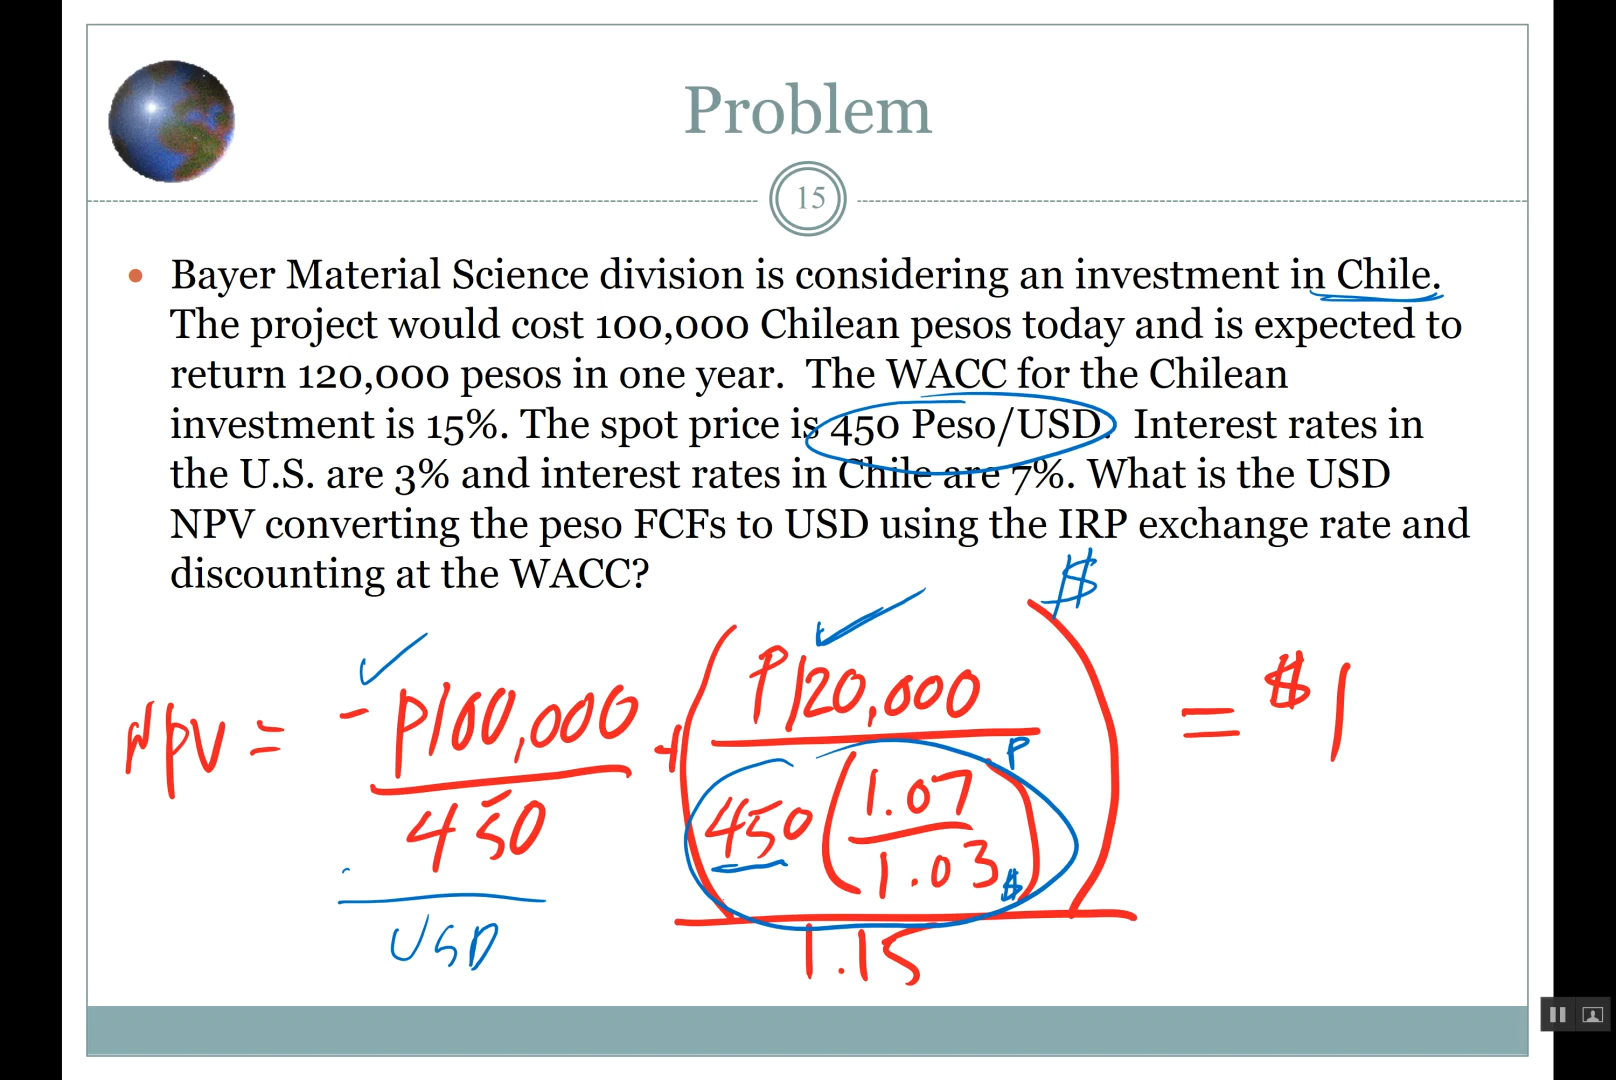 Problem
15
Bayer Material Science division is considering an investment in Chile.
The project would cost 100,000 Chilean pesos today and is expected to
return 120,000 pesos in one year. The WACC for the Chilean
investment is 15%. The spot price is 450 Peso/USD. Interest rates in
the U.S. are 3% and interest rates in Chile are 7%. What is the USD
NPV converting the peso FCFs to USD using the IRP exchange rate and
discounting at the WACC?
$
NPV = -P100,000 + (P120,000) = $1
P
450 450 (1.07
1.03) $
USD
1.15